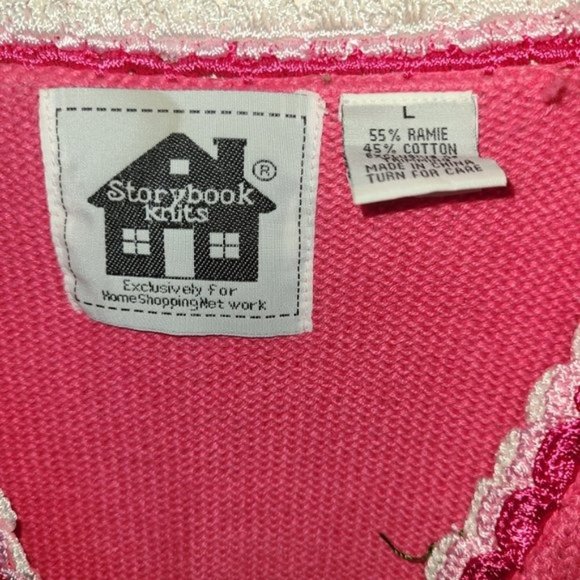 Storybook
Knits
®
Exclusively for
HomeShoppingNetwork
L
55% RAMIE
45% COTTON
MADE IN CHINA
TURN FOR CARE